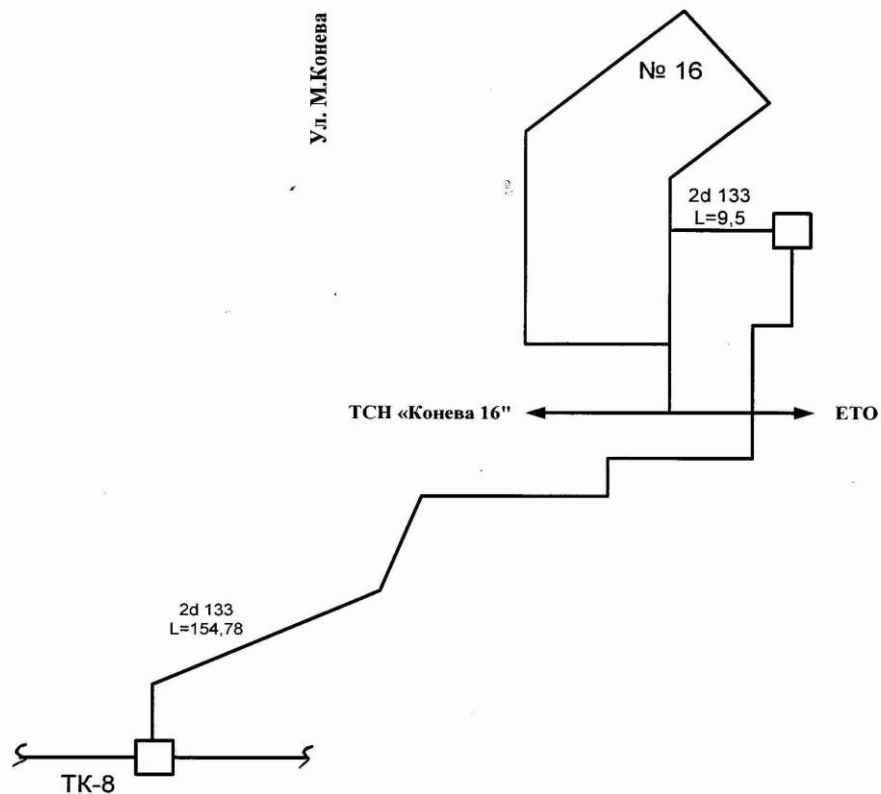 Ул. М.Конева
№ 16
2d 133
L=9,5
ТСН «Конева 16"
ЕТО
2d 133
L=154,78
ТК-8